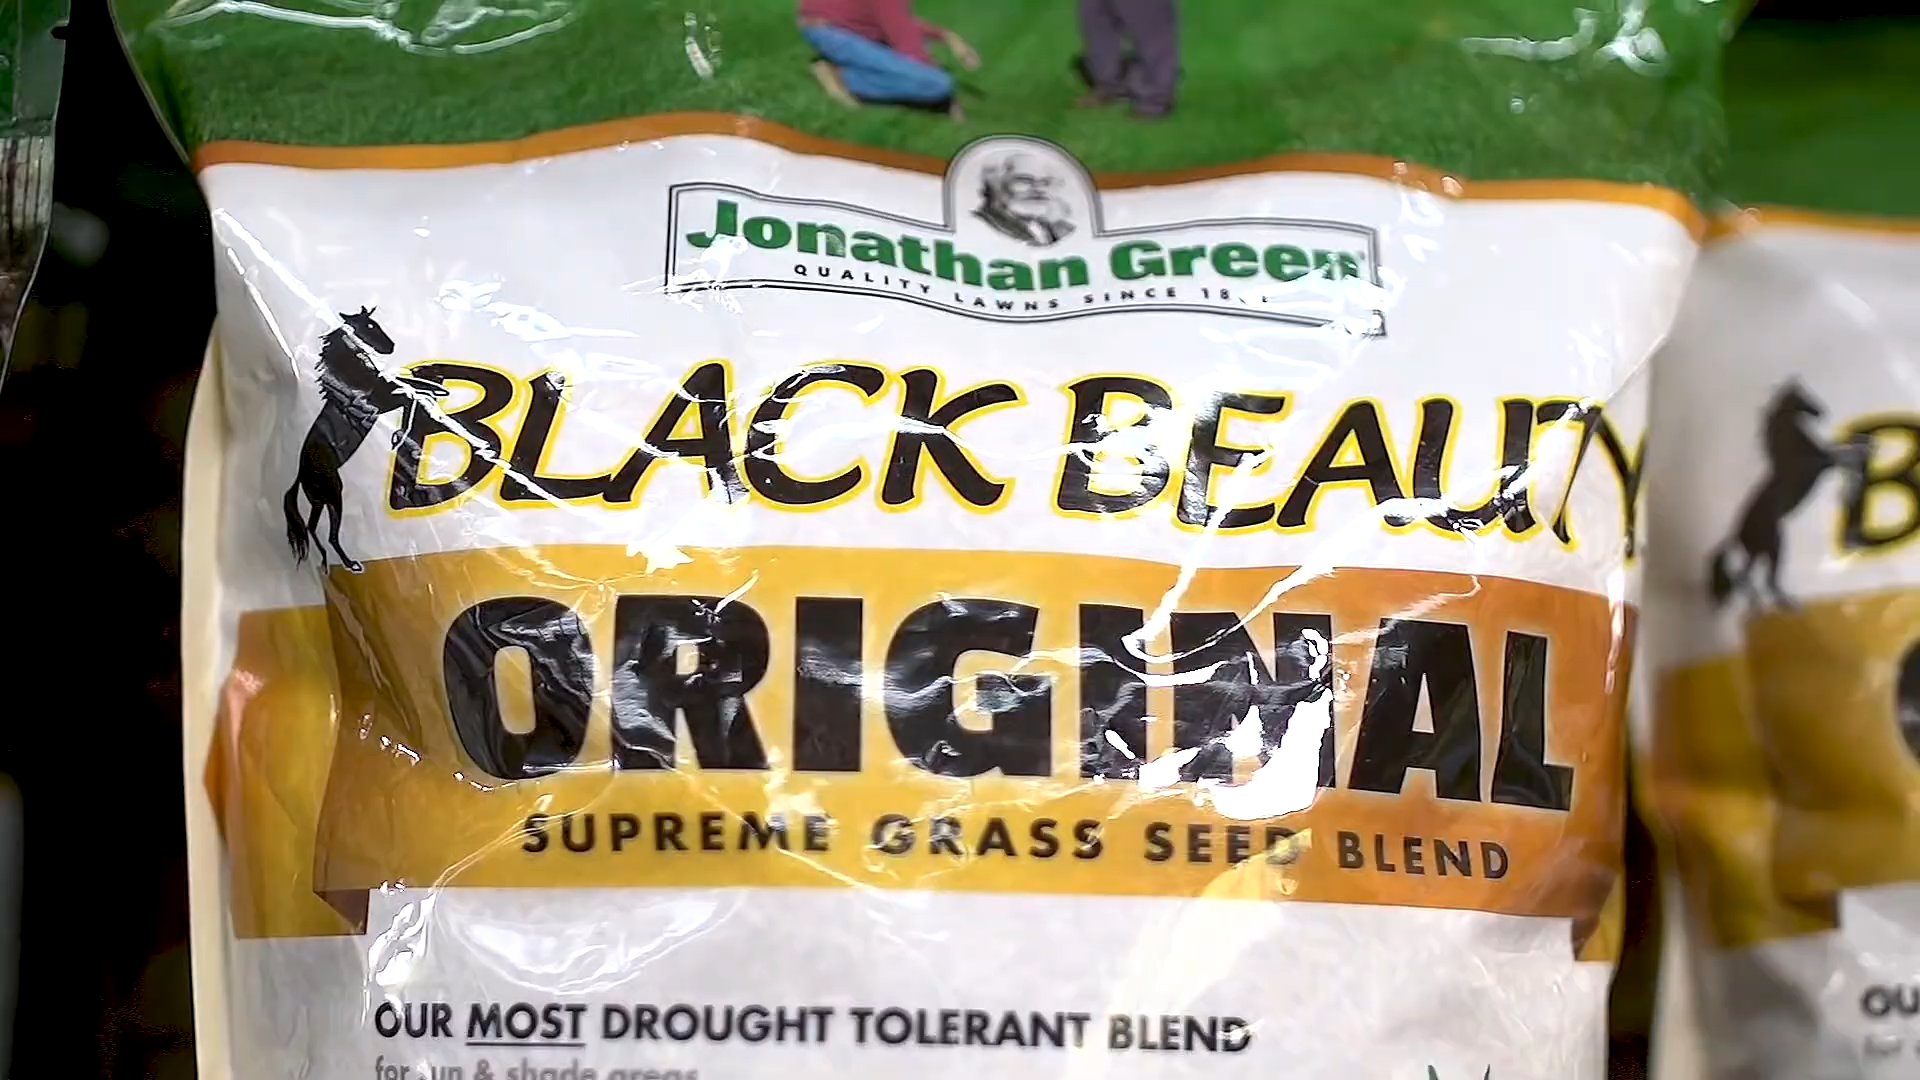 Jonathan Green
QUALITY LAWNS SINCE
BLACK BEAUTY
ORIGINAL
SUPREME GRASS SEED BLEND
OUR MOST DROUGHT TOLERANT BLEND
for sun & shade areas